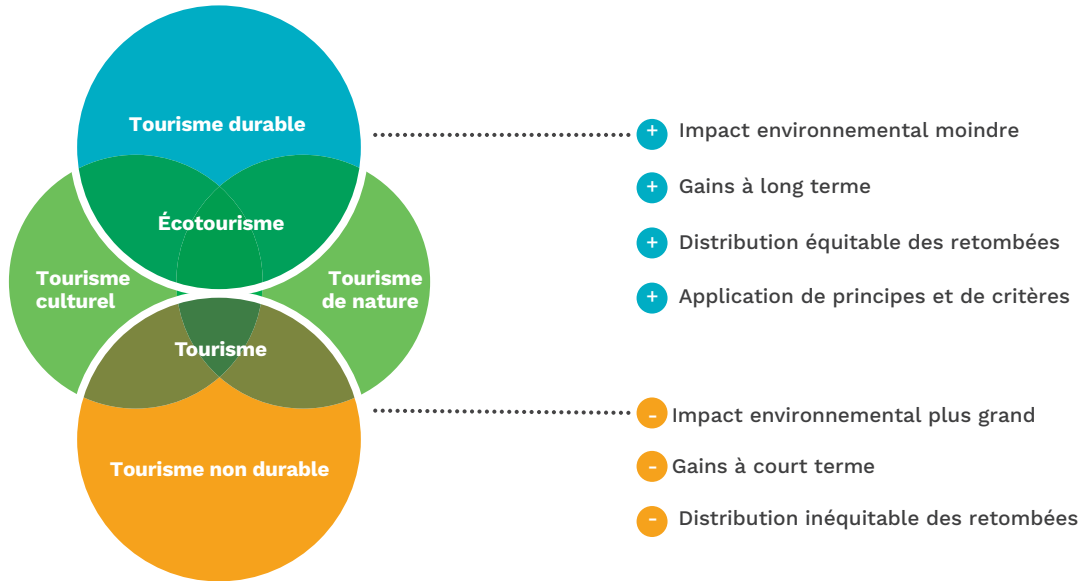 Tourisme durable
Écotourisme
Tourisme
culturel
Tourisme
de nature
Tourisme
Tourisme non durable
+ Impact environnemental moindre
+ Gains à long terme
+ Distribution équitable des retombées
+ Application de principes et de critères
- Impact environnemental plus grand
- Gains à court terme
- Distribution inéquitable des retombées